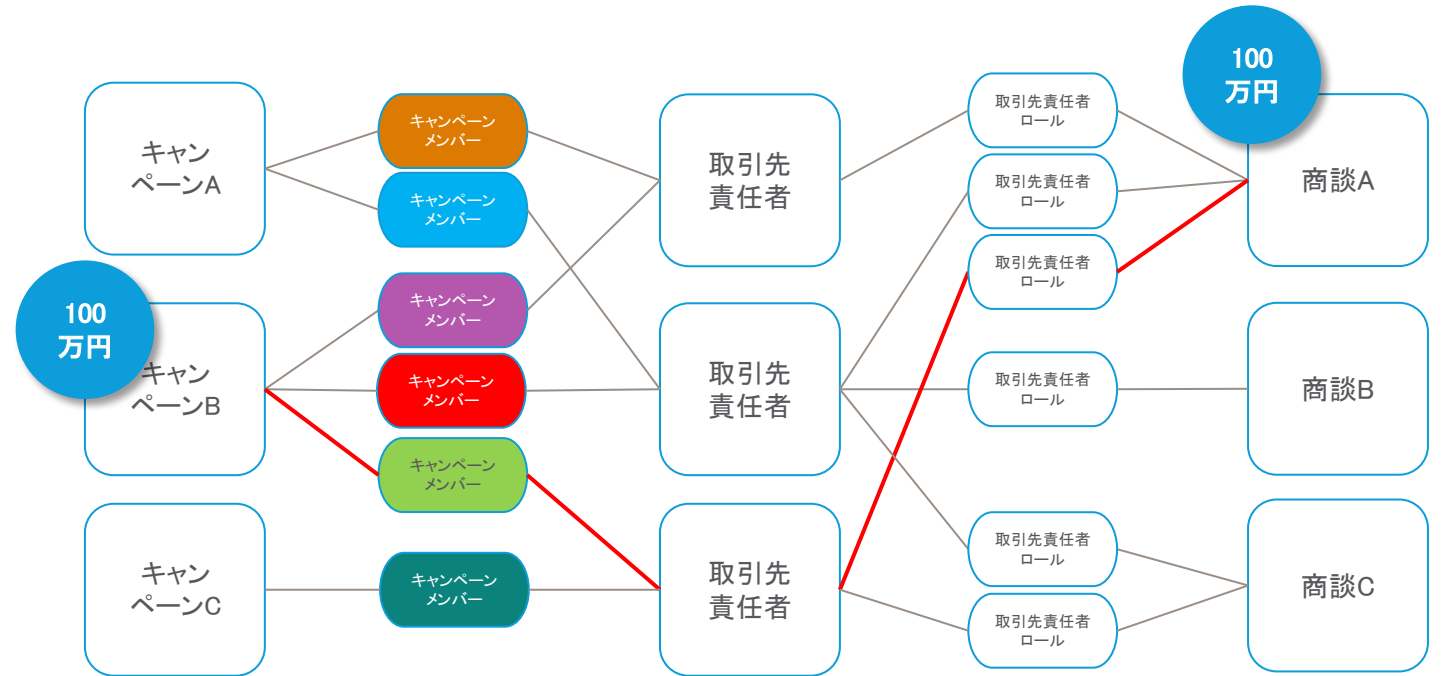 キャン
ペーンA
100
万円
キャン
ペーンB
キャン
ペーンC
キャンペーン
メンバー
キャンペーン
メンバー
キャンペーン
メンバー
キャンペーン
メンバー
キャンペーン
メンバー
キャンペーン
メンバー
取引先
責任者
取引先
責任者
取引先
責任者
取引先責任者
ロール
取引先責任者
ロール
取引先責任者
ロール
取引先責任者
ロール
取引先責任者
ロール
取引先責任者
ロール
100
万円
商談A
商談B
商談C